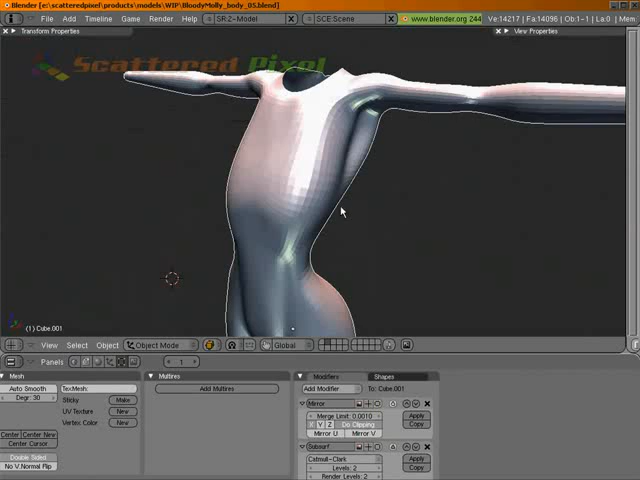 Blender [e:\scatteredpixel\products\models\WIP\BloodyMolly_body_05.blend]
File Add Timeline Game Render Help SR:2-Model SCE:Scene www.blender.org 244 Ve:14217 | Fa:14096 | Ob:1-1 | La:0 | Me
Transform Properties View Properties
Scattered Pixel
(1) Cube.001
View Select Object Object Mode Global
Panels 1
Mesh Multires Modifiers Shapes
Auto Smooth TexMesh: Add Multires Add Modifier To: Cube.001
Degr: 30 Sticky Make Mirror
UV Texture New Merge Limit: 0.0010 Apply
Vertex Color New X Y Z Do Clipping Copy
Center Center New Mirror U Mirror V
Center Cursor Subsurf
Double Sided Catmull-Clark Apply
No V.Normal Flip Levels: 2 Copy
Render Levels: 2